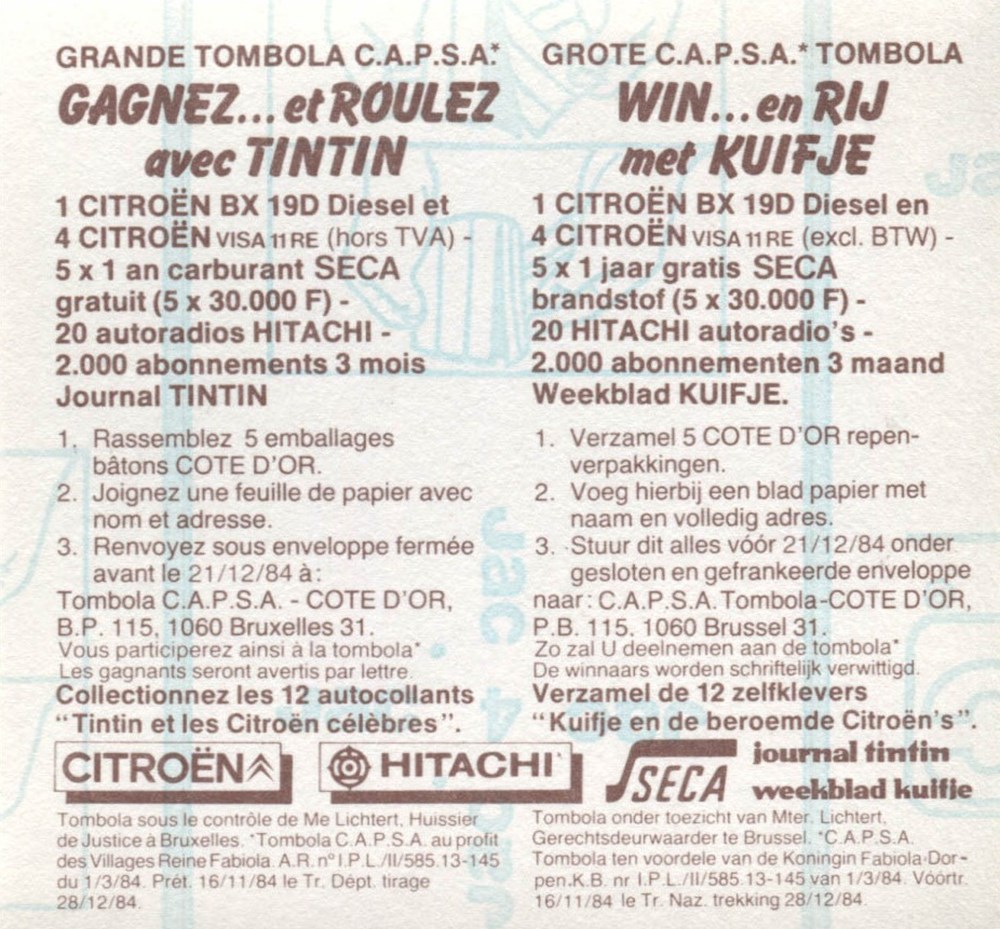 GRANDE TOMBOLA C.A.P.S.A.*
GAGNEZ... et ROULEZ
avec TINTIN
1 CITROËN BX 19D Diesel et
4 CITROËN VISA 11 RE (hors TVA) -
5 x 1 an carburant SECA
gratuit (5 x 30.000 F) -
20 autoradios HITACHI -
2.000 abonnements 3 mois
Journal TINTIN
1. Rassemblez 5 emballages
bâtons COTE D'OR.
2. Joignez une feuille de papier avec
nom et adresse.
3. Renvoyez sous enveloppe fermée
avant le 21/12/84 à:
Tombola C.A.P.S.A. - COTE D'OR,
B.P. 115, 1060 Bruxelles 31.
Vous participerez ainsi à la tombola*
Les gagnants seront avertis par lettre.
Collectionnez les 12 autocollants
"Tintin et les Citroën célèbres".
CITROËN
HITACHI
Tombola sous le contrôle de Me Lichtert, Huissier
de Justice à Bruxelles. *Tombola C.A.P.S.A. au profit
des Villages Reine Fabiola. A.R. n° I.P.L./II/585.13-145
du 1/3/84. Prét. 16/11/84 le Tr. Dépt. tirage
28/12/84.
GROTE C.A.P.S.A.* TOMBOLA
WIN... en RIJ
met KUIFJE
1 CITROËN BX 19D Diesel en
4 CITROËN VISA 11 RE (excl. BTW) -
5 x 1 jaar gratis SECA
brandstof (5 x 30.000 F) -
20 HITACHI autoradio's -
2.000 abonnementen 3 maand
Weekblad KUIFJE.
1. Verzamel 5 COTE D'OR repen-
verpakkingen.
2. Voeg hierbij een blad papier met
naam en volledig adres.
3. Stuur dit alles vóór 21/12/84 onder
gesloten en gefrankeerde enveloppe
naar: C.A.P.S.A. Tombola-COTE D'OR,
P.B. 115, 1060 Brussel 31.
Zo zal U deelnemen aan de tombola*
De winnaars worden schriftelijk verwittigd.
Verzamel de 12 zelfklevers
"Kuifje en de beroemde Citroën's".
SECA
journal tintin
weekblad kuifje
Tombola onder toezicht van Mter. Lichtert,
Gerechtsdeurwaarder te Brussel. *C.A.P.S.A.
Tombola ten voordele van de Koningin Fabiola-Dor-
pen.K.B. nr I.P.L./II/585.13-145 van 1/3/84. Vóórtr.
16/11/84 le Tr. Naz. trekking 28/12/84.